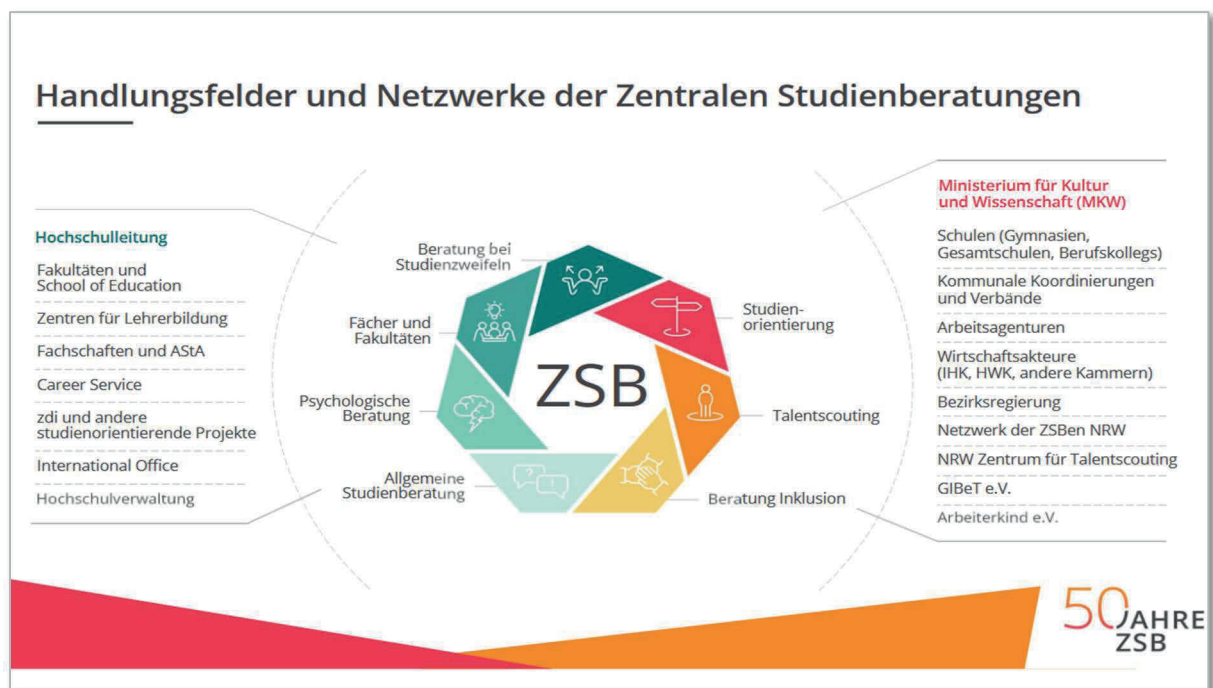 Handlungsfelder und Netzwerke der Zentralen Studienberatungen
Hochschulleitung
Fakultäten und
School of Education
Zentren für Lehrerbildung
Fachschaften und AStA
Career Service
zdi und andere
studienorientierende Projekte
International Office
Hochschulverwaltung
Beratung bei
Studienzweifeln
Fächer und
Fakultäten
Psychologische
Beratung
Allgemeine
Studienberatung
ZSB
? !
Studien-
orientierung
Talentscouting
Beratung Inklusion
Ministerium für Kultur
und Wissenschaft (MKW)
Schulen (Gymnasien,
Gesamtschulen, Berufskollegs)
Kommunale Koordinierungen
und Verbände
Arbeitsagenturen
Wirtschaftsakteure
(IHK, HWK, andere Kammern)
Bezirksregierung
Netzwerk der ZSBen NRW
NRW Zentrum für Talentscouting
GIBeT e.V.
Arbeiterkind e.V.
50 JAHRE
ZSB